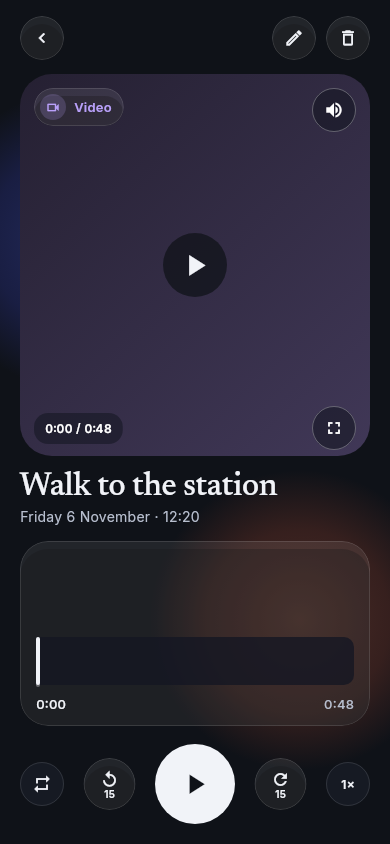 Video
0:00 / 0:48
Walk to the station
Friday 6 November · 12:20
0:00
0:48
15
15
1×